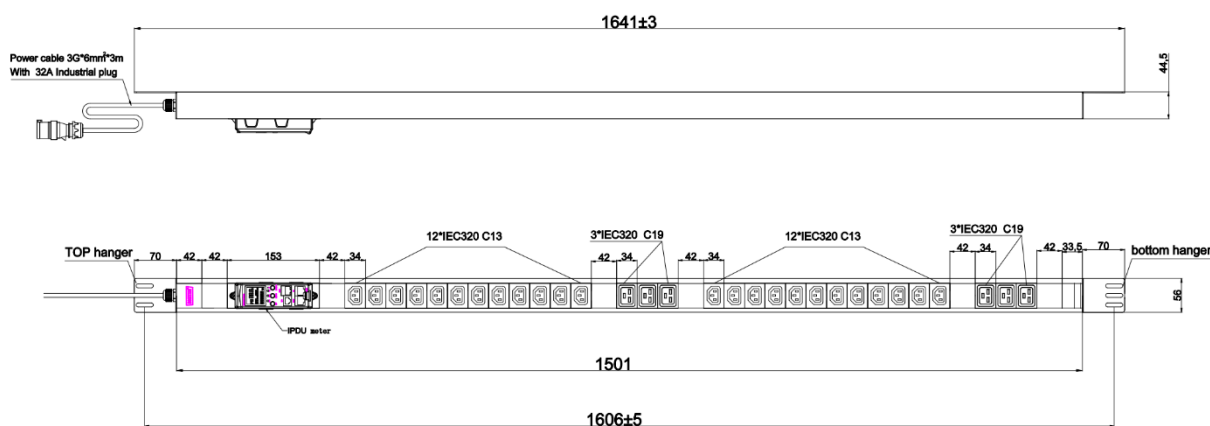 1641±3
Power cable 3G*6mm²*3m
With 32A Industrial plug
44,5
TOP hanger
12*IEC320 C13
3*IEC320 C19
12*IEC320 C13
3*IEC320 C19
bottom hanger
70
42
42
153
42
34
42
34
42
34
42
34
42
33,5
70
56
IPDU meter
1501
1606±5